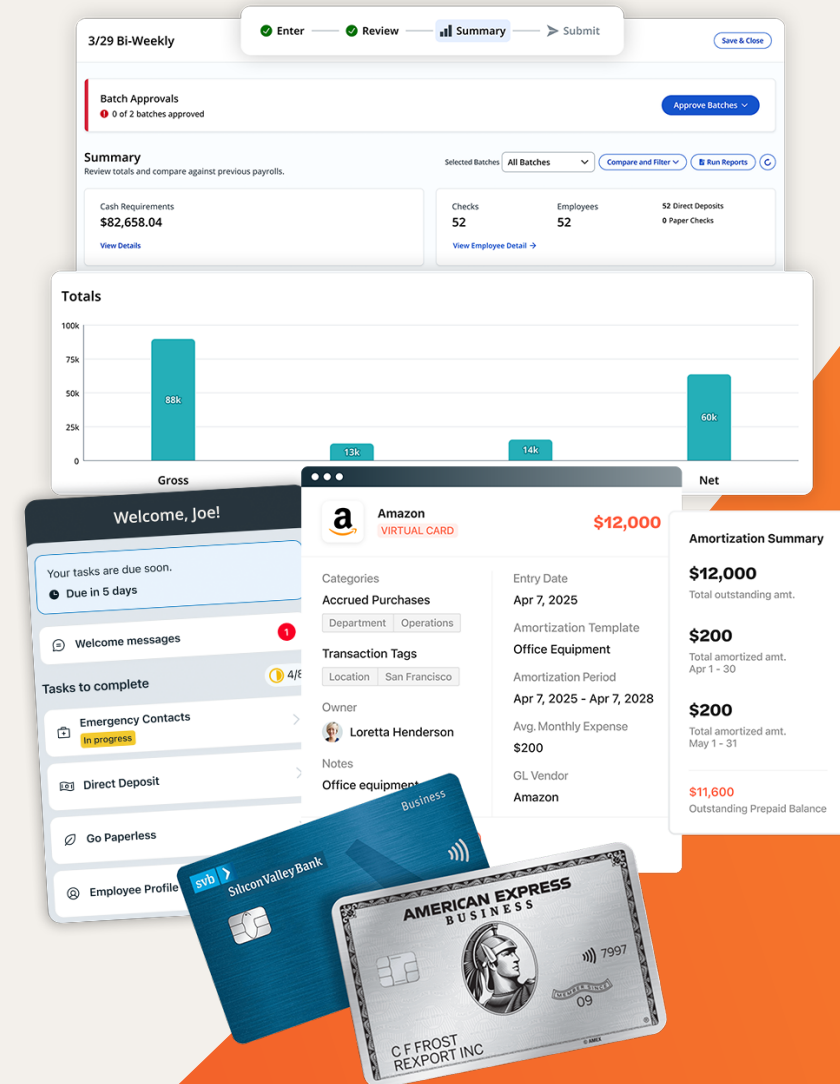 Enter
Review
Summary
Submit
3/29 Bi-Weekly
Save & Close
Batch Approvals
0 of 2 batches approved
Approve Batches
Summary
Review totals and compare against previous payrolls.
Selected Batches
All Batches
Compare and Filter
Run Reports
Cash Requirements
$82,658.04
View Details
Checks
52
View Employee Detail →
Employees
52
52 Direct Deposits
0 Paper Checks
Totals
100k
75k
50k
25k
0
88k
13k
14k
60k
Gross
Net
Welcome, Joe!
Your tasks are due soon.
Due in 5 days
Welcome messages
1
Tasks to complete
4/8
Emergency Contacts
In progress
Direct Deposit
Go Paperless
Employee Profile
a
Amazon
VIRTUAL CARD
$12,000
Categories
Accrued Purchases
Department Operations
Transaction Tags
Location San Francisco
Owner
Loretta Henderson
Notes
Office equipment
Entry Date
Apr 7, 2025
Amortization Template
Office Equipment
Amortization Period
Apr 7, 2025 - Apr 7, 2028
Avg. Monthly Expense
$200
GL Vendor
Amazon
Amortization Summary
$12,000
Total outstanding amt.
$200
Total amortized amt.
Apr 1 - 30
$200
Total amortized amt.
May 1 - 31
$11,600
Outstanding Prepaid Balance
Business
svb
Silicon Valley Bank
AMERICAN EXPRESS
BUSINESS
7997
MEMBER SINCE
09
C F FROST
REXPORT INC
© AMEX